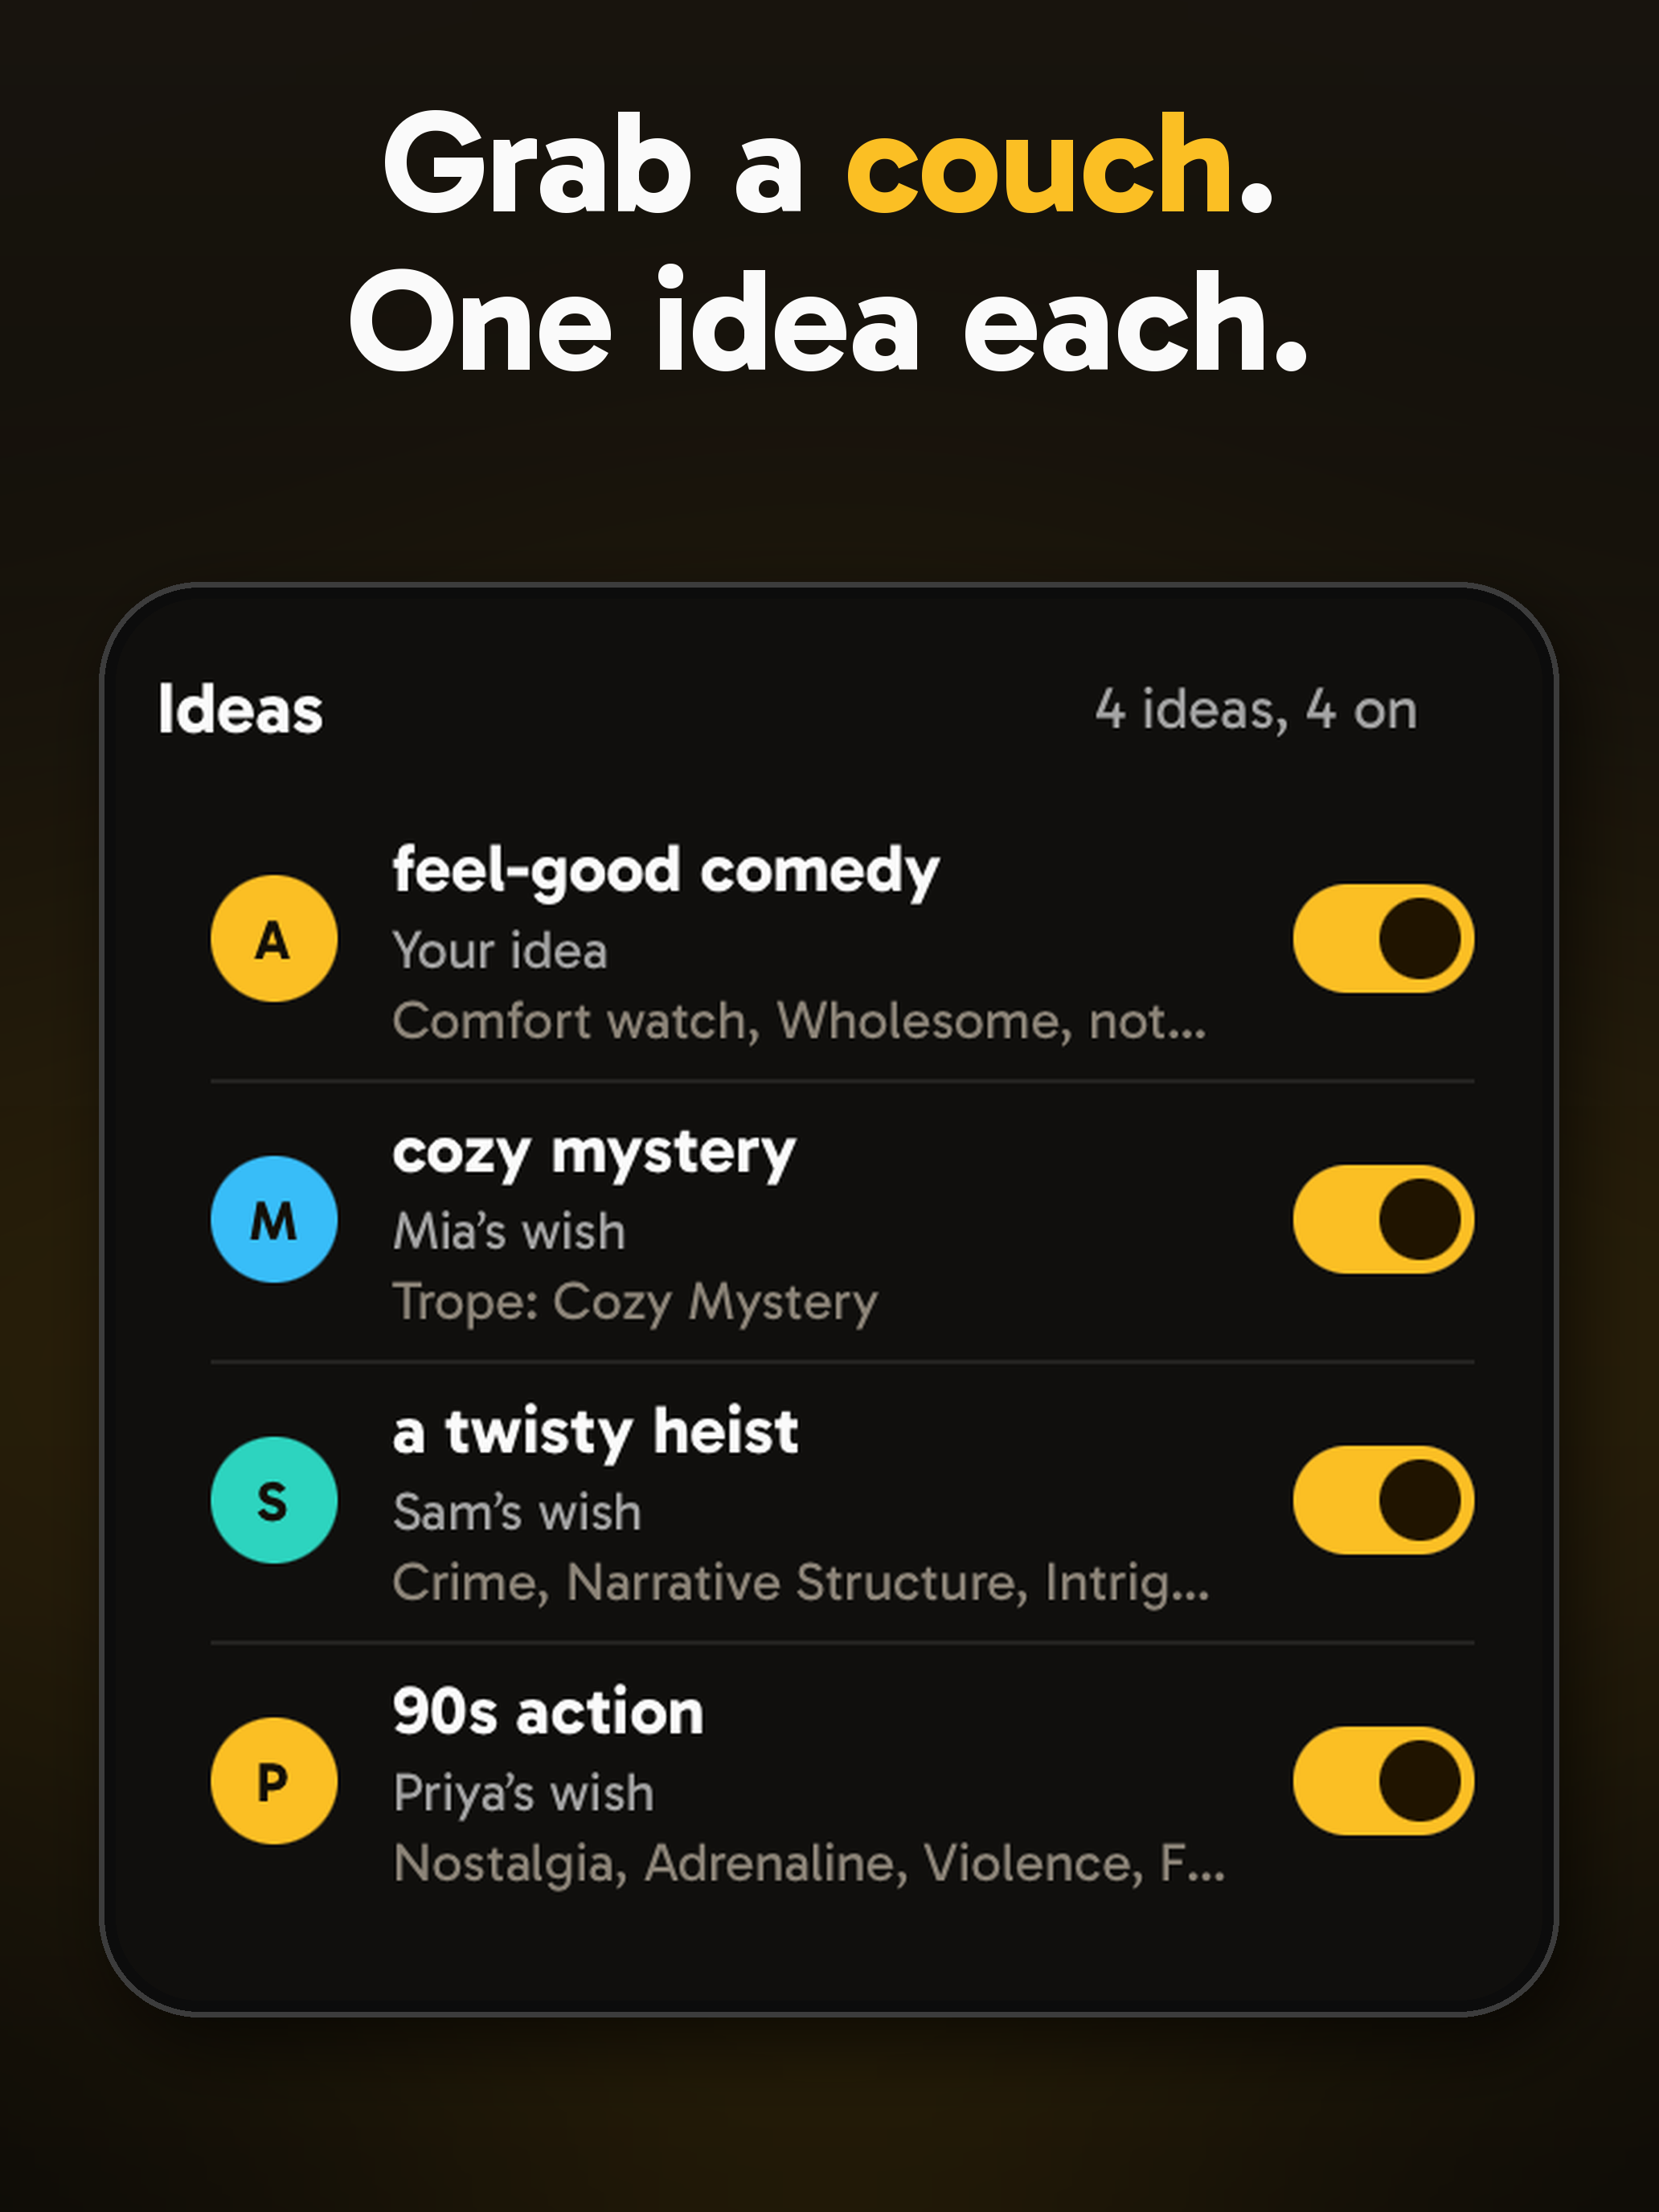 Grab a couch.
One idea each.
Ideas
4 ideas, 4 on
A
feel-good comedy
Your idea
Comfort watch, Wholesome, not...
M
cozy mystery
Mia’s wish
Trope: Cozy Mystery
S
a twisty heist
Sam’s wish
Crime, Narrative Structure, Intrig...
P
90s action
Priya’s wish
Nostalgia, Adrenaline, Violence, F...